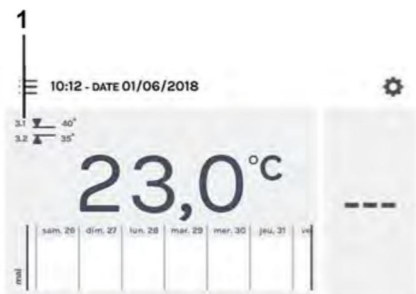 1
10:12 - DATE 01/06/2018
3.1 40°
3.2 35°
23,0°C
---
sam. 26 dim. 27 lun. 28 mar. 29 mer. 30 jeu. 31 ve
mai